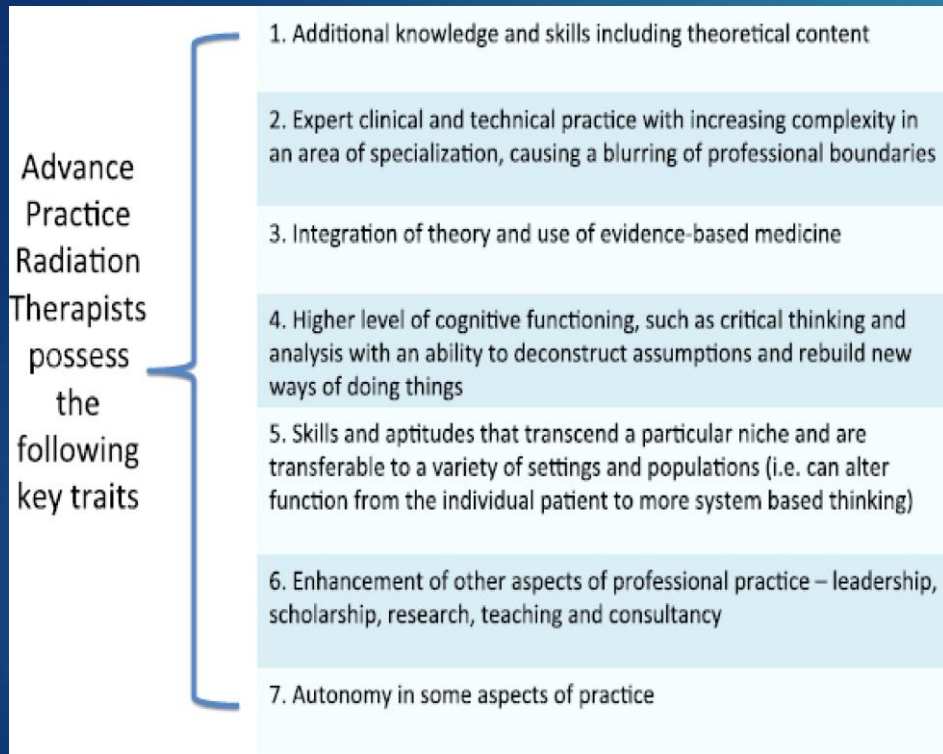 Advance
Practice
Radiation
Therapists
possess
the
following
key traits
1. Additional knowledge and skills including theoretical content
2. Expert clinical and technical practice with increasing complexity in
an area of specialization, causing a blurring of professional boundaries
3. Integration of theory and use of evidence-based medicine
4. Higher level of cognitive functioning, such as critical thinking and
analysis with an ability to deconstruct assumptions and rebuild new
ways of doing things
5. Skills and aptitudes that transcend a particular niche and are
transferable to a variety of settings and populations (i.e. can alter
function from the individual patient to more system based thinking)
6. Enhancement of other aspects of professional practice – leadership,
scholarship, research, teaching and consultancy
7. Autonomy in some aspects of practice